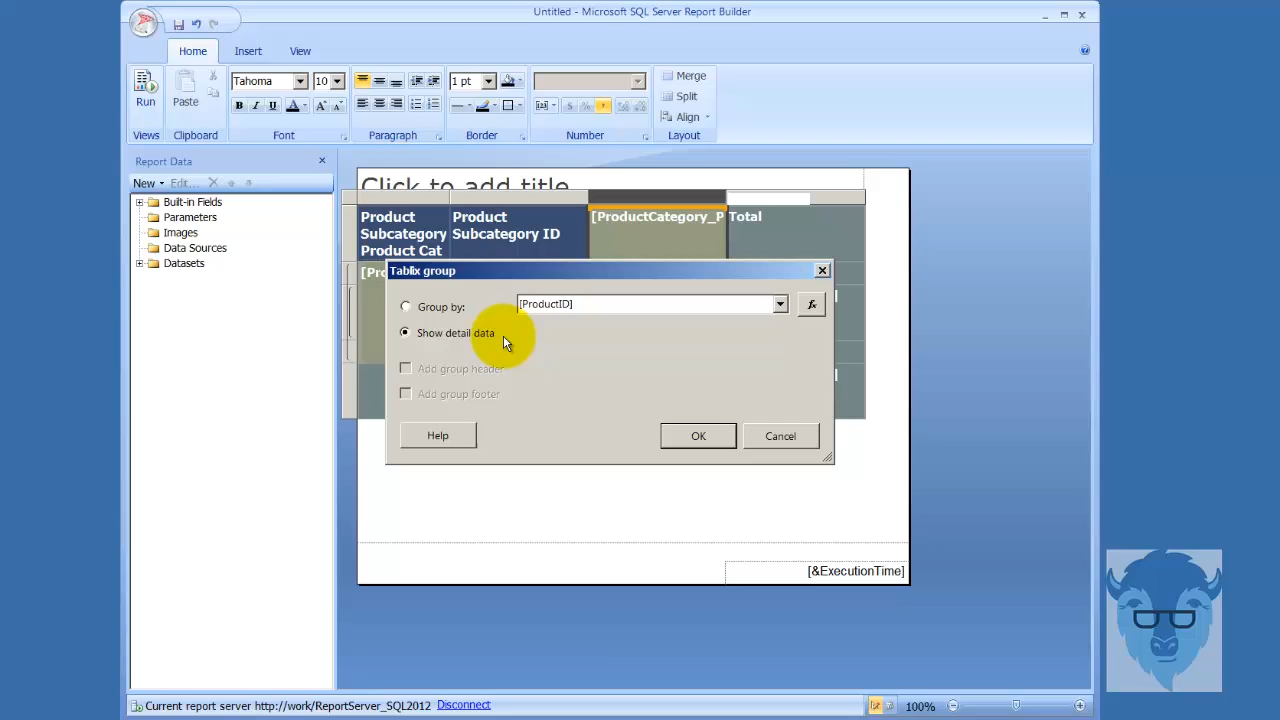 Untitled - Microsoft SQL Server Report Builder
Home Insert View
Tahoma 10 1 pt Merge
Run Paste Split
B I U A A A $ % , Align
Views Clipboard Font Paragraph Border Number Layout
Report Data
New Edit...
Built-in Fields
Parameters
Images
Data Sources
Datasets
Click to add title
Product Subcategory Product Cat
Product Subcategory ID
[ProductCategory_P
Total
[Pro
Tablix group
Group by: [ProductID] fx
Show detail data
Add group header
Add group footer
Help OK Cancel
[&ExecutionTime]
Current report server http://work/ReportServer_SQL2012 Disconnect 100%